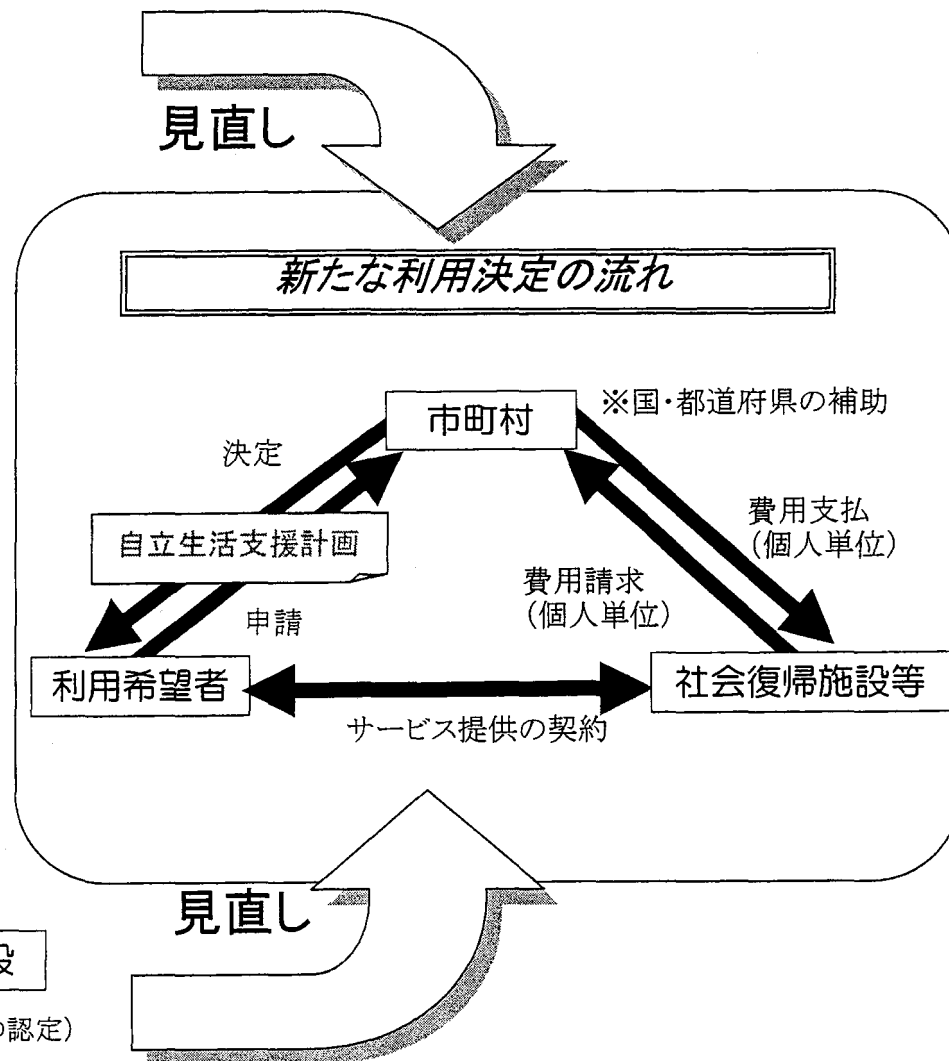 見直し
新たな利用決定の流れ
市町村
※国・都道府県の補助
決定
自立生活支援計画
申請
費用支払
(個人単位)
費用請求
(個人単位)
利用希望者
社会復帰施設等
サービス提供の契約
見直し
設
認定)